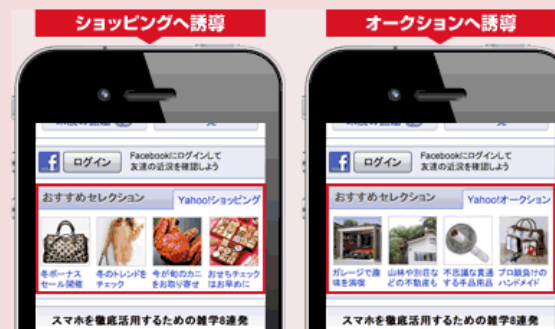 ショッピングへ誘導
f ログイン
Facebookにログインして
友達の近況を確認しよう
おすすめセレクション Yahoo!ショッピング
冬ボーナス
セール開催
冬のトレンドを
チェック
今が旬のカニ
をお取り寄せ
おせちチェック
はお早めに
スマホを徹底活用するための雑学8連発
オークションへ誘導
f ログイン
Facebookにログインして
友達の近況を確認しよう
おすすめセレクション Yahoo!オークション
ガレージで趣
味を満喫
山林や別荘な
どの不動産も
不思議な貫通
する手品用品
プロ顔負けの
ハンドメイド
スマホを徹底活用するための雑学8連発